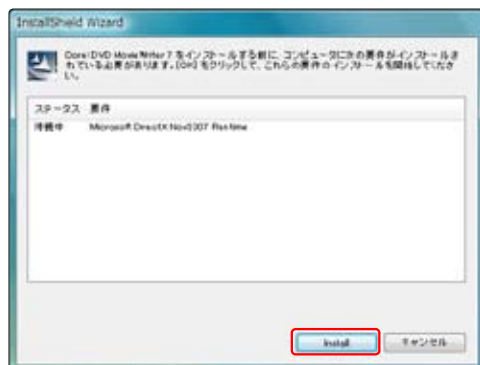 InstallShield Wizard
Corel DVD MovieWriter 7 をインストールする前に、コンピュータに次の要件がインストールさ
れている必要があります。[OK] をクリックして、これらの要件のインストールを開始してくださ
い。
ステータス 要件
待機中 Microsoft DirectX Nov2007 Runtime
Install キャンセル